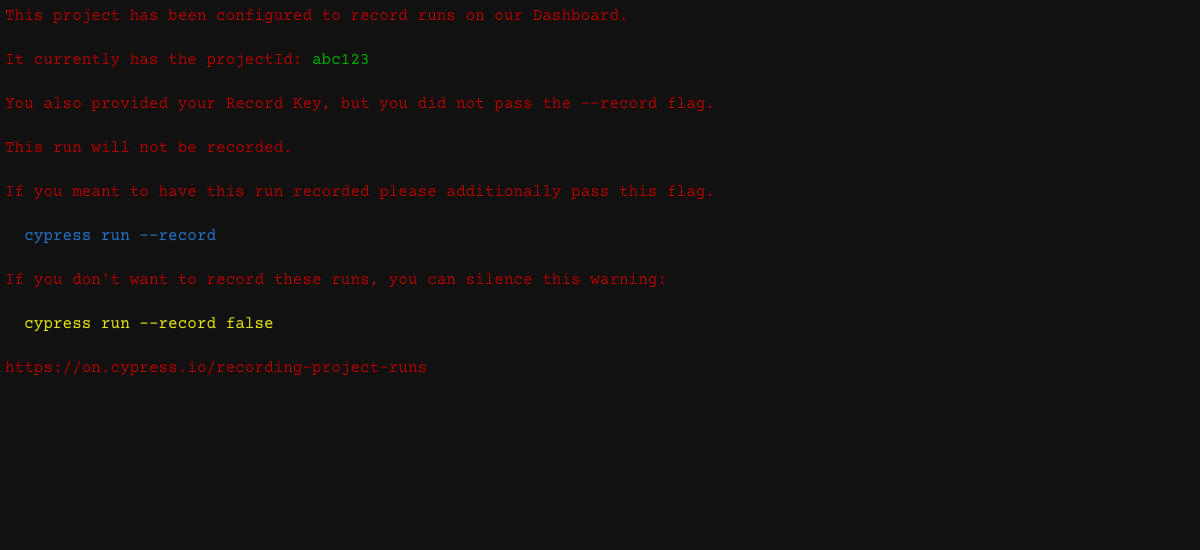 This project has been configured to record runs on our Dashboard.
It currently has the projectId: abc123
You also provided your Record Key, but you did not pass the --record flag.
This run will not be recorded.
If you meant to have this run recorded please additionally pass this flag.
cypress run --record
If you don't want to record these runs, you can silence this warning:
cypress run --record false
https://on.cypress.io/recording-project-runs